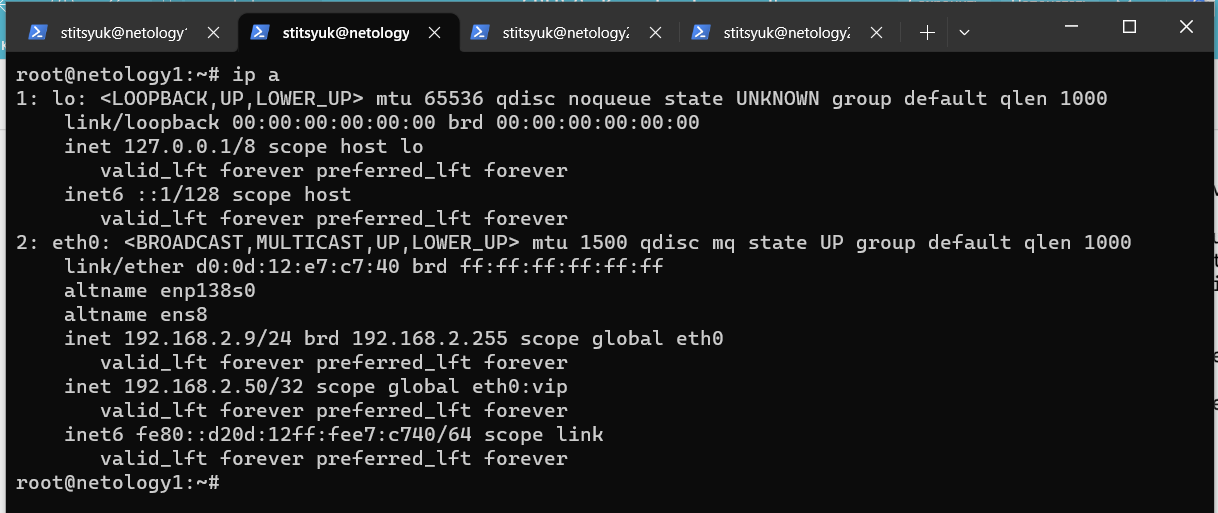 stitsyuk@netology1
stitsyuk@netology
stitsyuk@netology2
stitsyuk@netology2
root@netology1:~# ip a
1: lo: <LOOPBACK,UP,LOWER_UP> mtu 65536 qdisc noqueue state UNKNOWN group default qlen 1000
    link/loopback 00:00:00:00:00:00 brd 00:00:00:00:00:00
    inet 127.0.0.1/8 scope host lo
       valid_lft forever preferred_lft forever
    inet6 ::1/128 scope host
       valid_lft forever preferred_lft forever
2: eth0: <BROADCAST,MULTICAST,UP,LOWER_UP> mtu 1500 qdisc mq state UP group default qlen 1000
    link/ether d0:0d:12:e7:c7:40 brd ff:ff:ff:ff:ff:ff
    altname enp138s0
    altname ens8
    inet 192.168.2.9/24 brd 192.168.2.255 scope global eth0
       valid_lft forever preferred_lft forever
    inet 192.168.2.50/32 scope global eth0:vip
       valid_lft forever preferred_lft forever
    inet6 fe80::d20d:12ff:fee7:c740/64 scope link
       valid_lft forever preferred_lft forever
root@netology1:~#